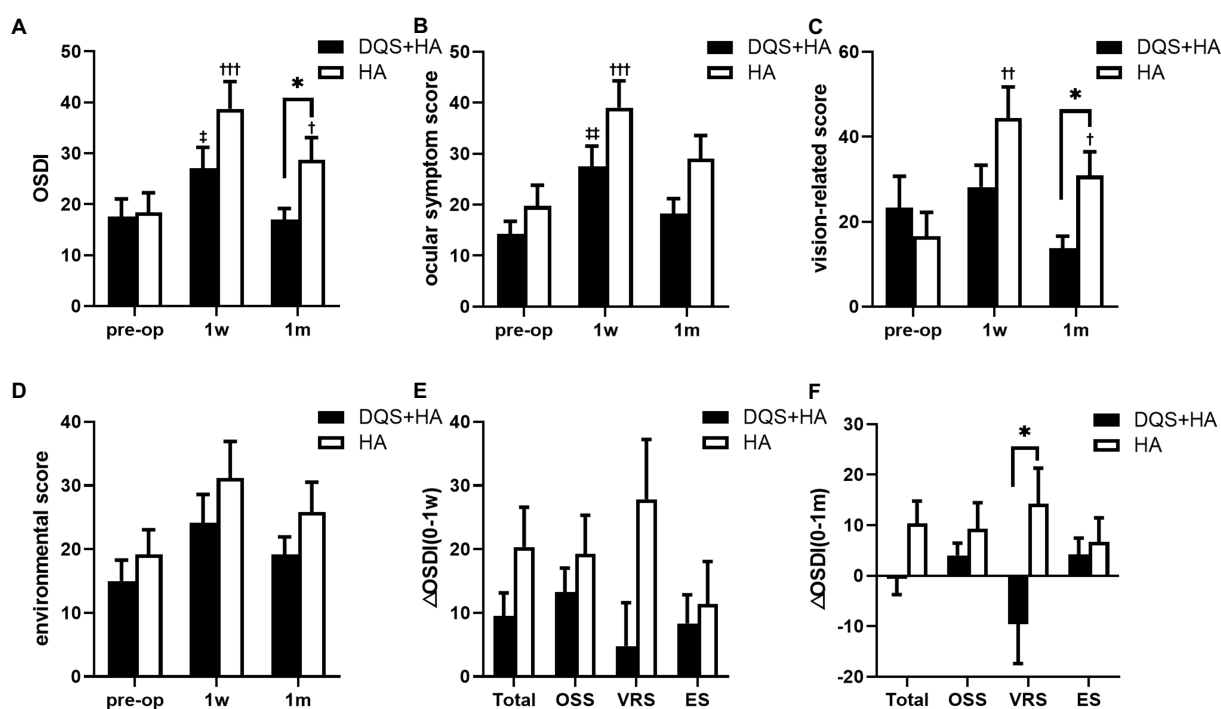 A
DQS+HA
HA
OSDI
50
40
30
20
10
0
‡
†††
*
†
pre-op 1w 1m
B
DQS+HA
HA
ocular symptom score
50
40
30
20
10
0
‡‡
†††
pre-op 1w 1m
C
DQS+HA
HA
vision-related score
60
40
20
0
††
*
†
pre-op 1w 1m
D
DQS+HA
HA
environmental score
40
30
20
10
0
pre-op 1w 1m
E
DQS+HA
HA
△OSDI(0-1w)
40
30
20
10
0
Total OSS VRS ES
F
DQS+HA
HA
△OSDI(0-1m)
30
20
10
0
-10
-20
*
Total OSS VRS ES